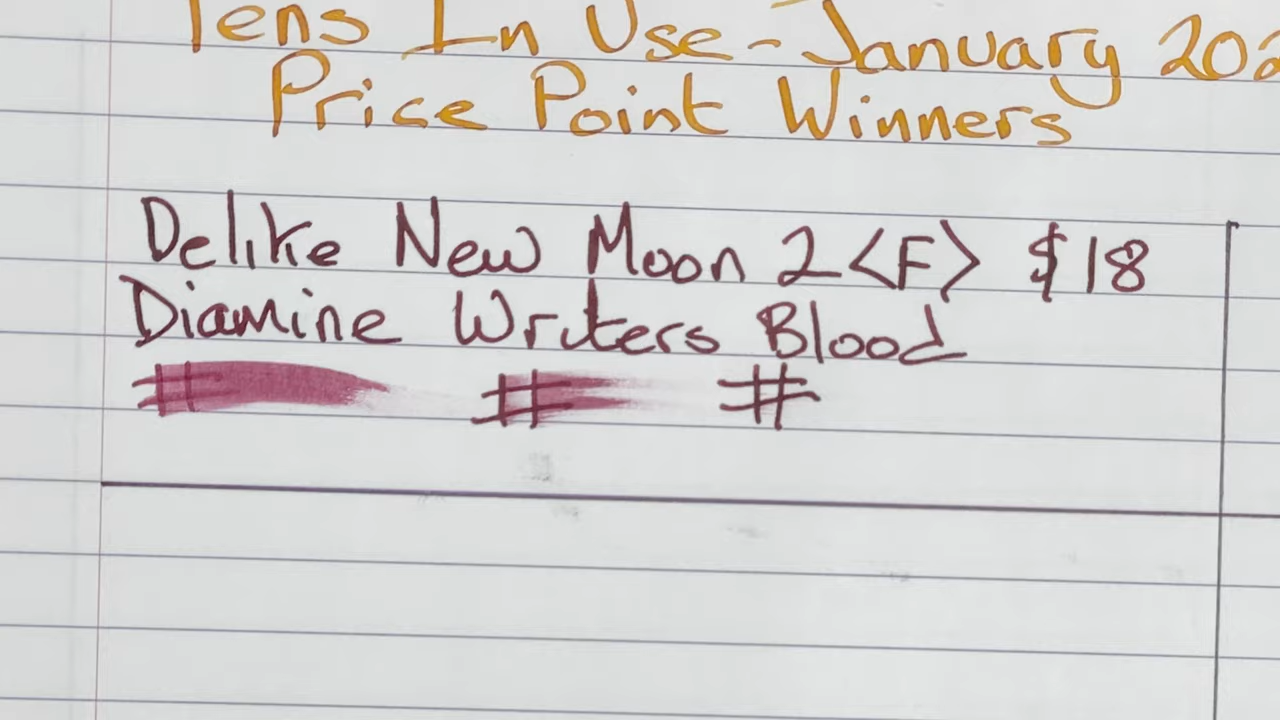 Pens In Use - January 202
Price Point Winners
Delike New Moon 2 <F> $18
Diamine Writers Blood
# # #